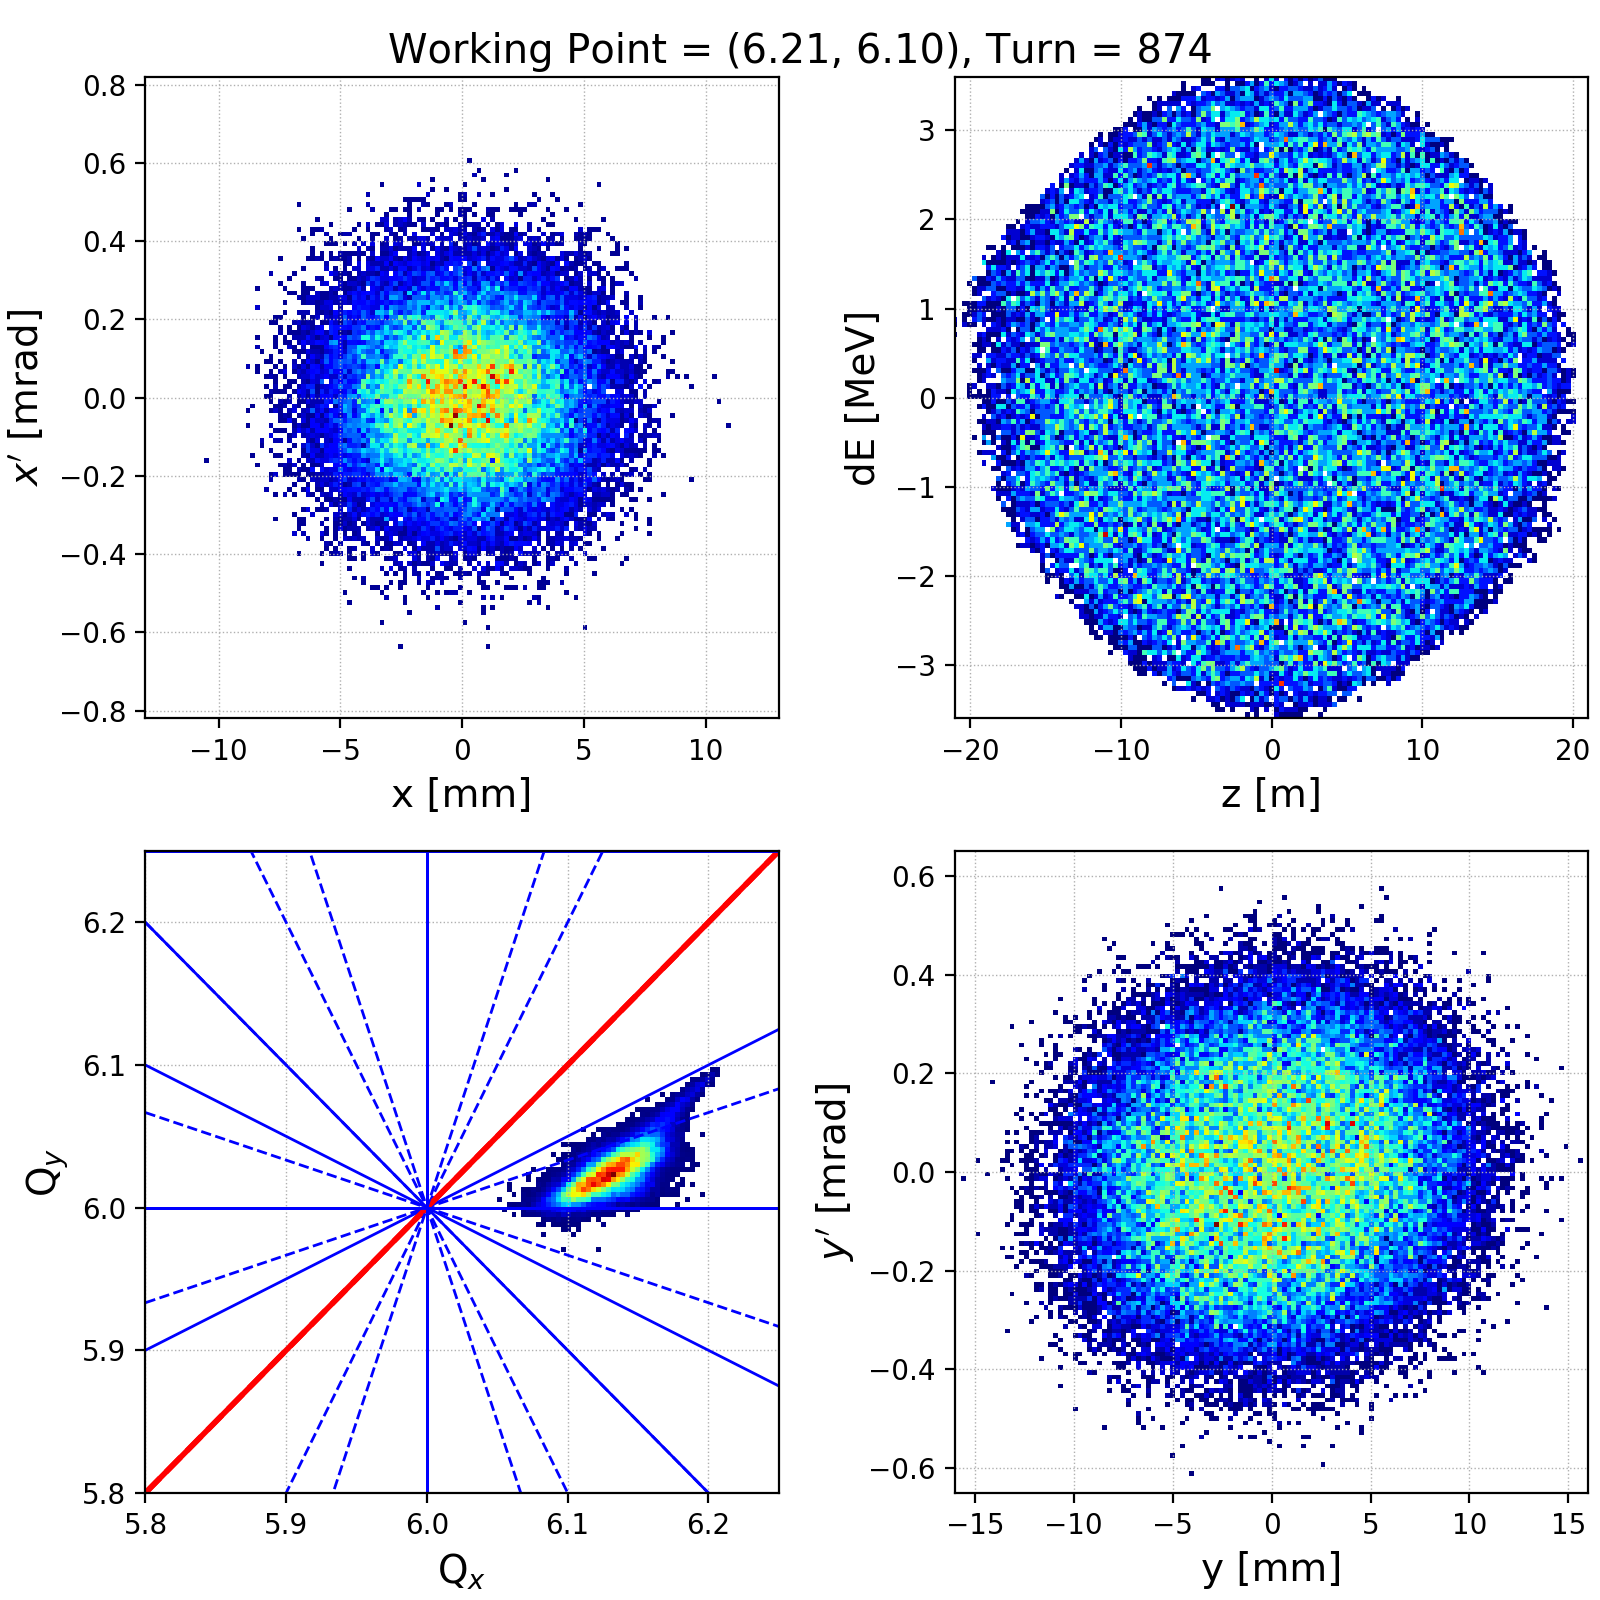 Working Point = (6.21, 6.10), Turn = 874
0.8
0.6
0.4
0.2
0.0
−0.2
−0.4
−0.6
−0.8
x′ [mrad]
−10 −5 0 5 10
x [mm]
3
2
1
0
−1
−2
−3
dE [MeV]
−20 −10 0 10 20
z [m]
6.2
6.1
6.0
5.9
5.8
Qy
5.8 5.9 6.0 6.1 6.2
Qx
0.6
0.4
0.2
0.0
−0.2
−0.4
−0.6
y′ [mrad]
−15 −10 −5 0 5 10 15
y [mm]